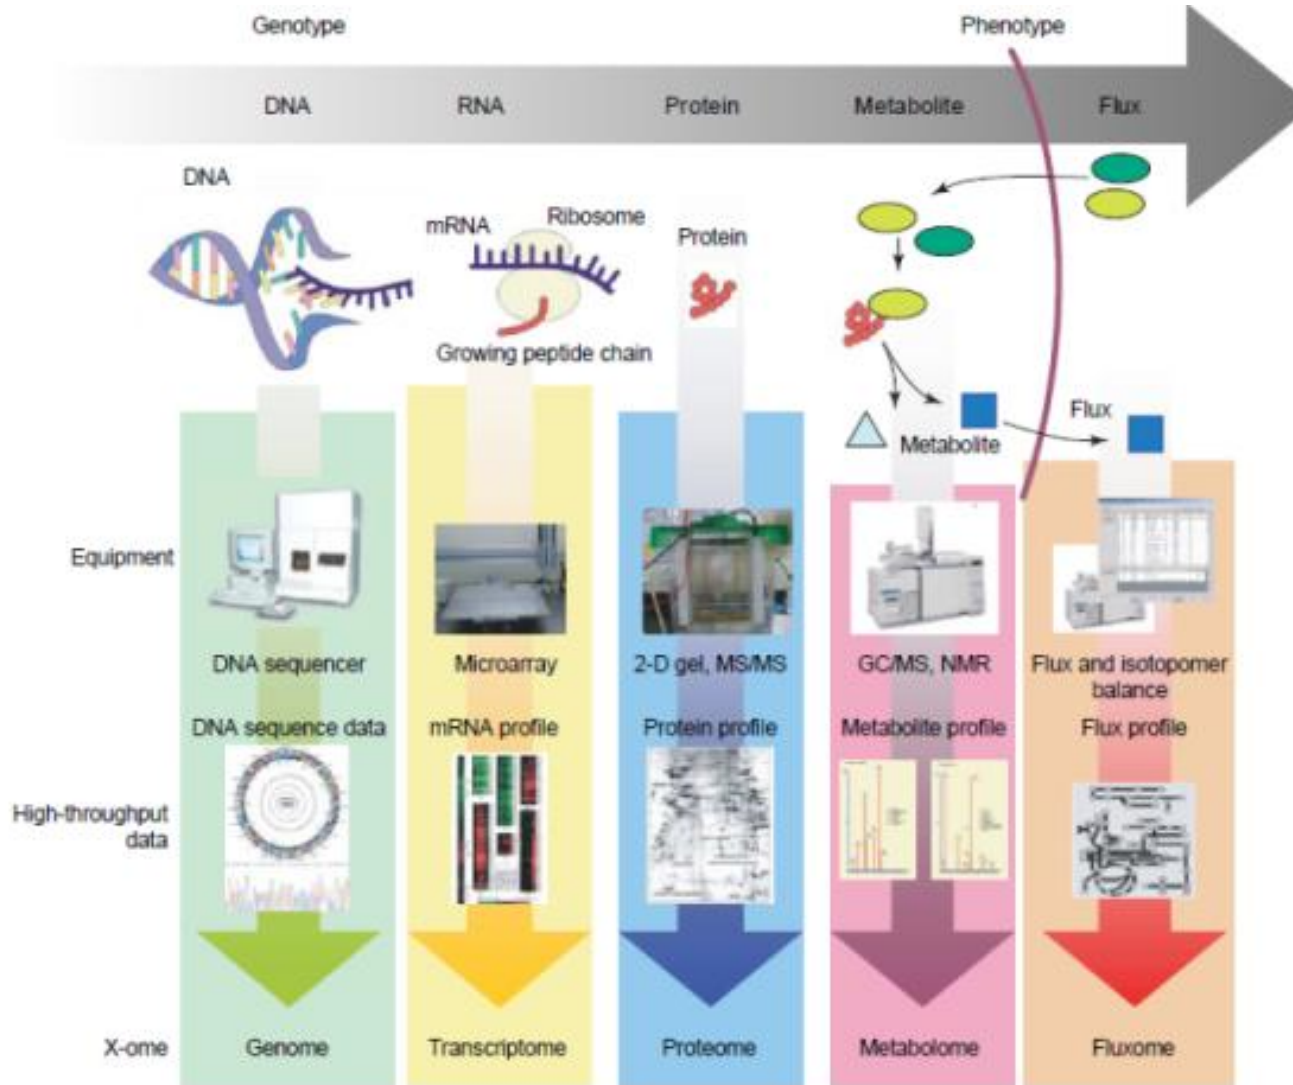 Genotype
Phenotype
DNA
RNA
Protein
Metabolite
Flux
DNA
mRNA
Ribosome
Growing peptide chain
Protein
Metabolite
Flux
Equipment
DNA sequencer
Microarray
2-D gel, MS/MS
GC/MS, NMR
Flux and isotopomer
balance
DNA sequence data
mRNA profile
Protein profile
Metabolite profile
Flux profile
High-throughput
data
X-ome
Genome
Transcriptome
Proteome
Metabolome
Fluxome